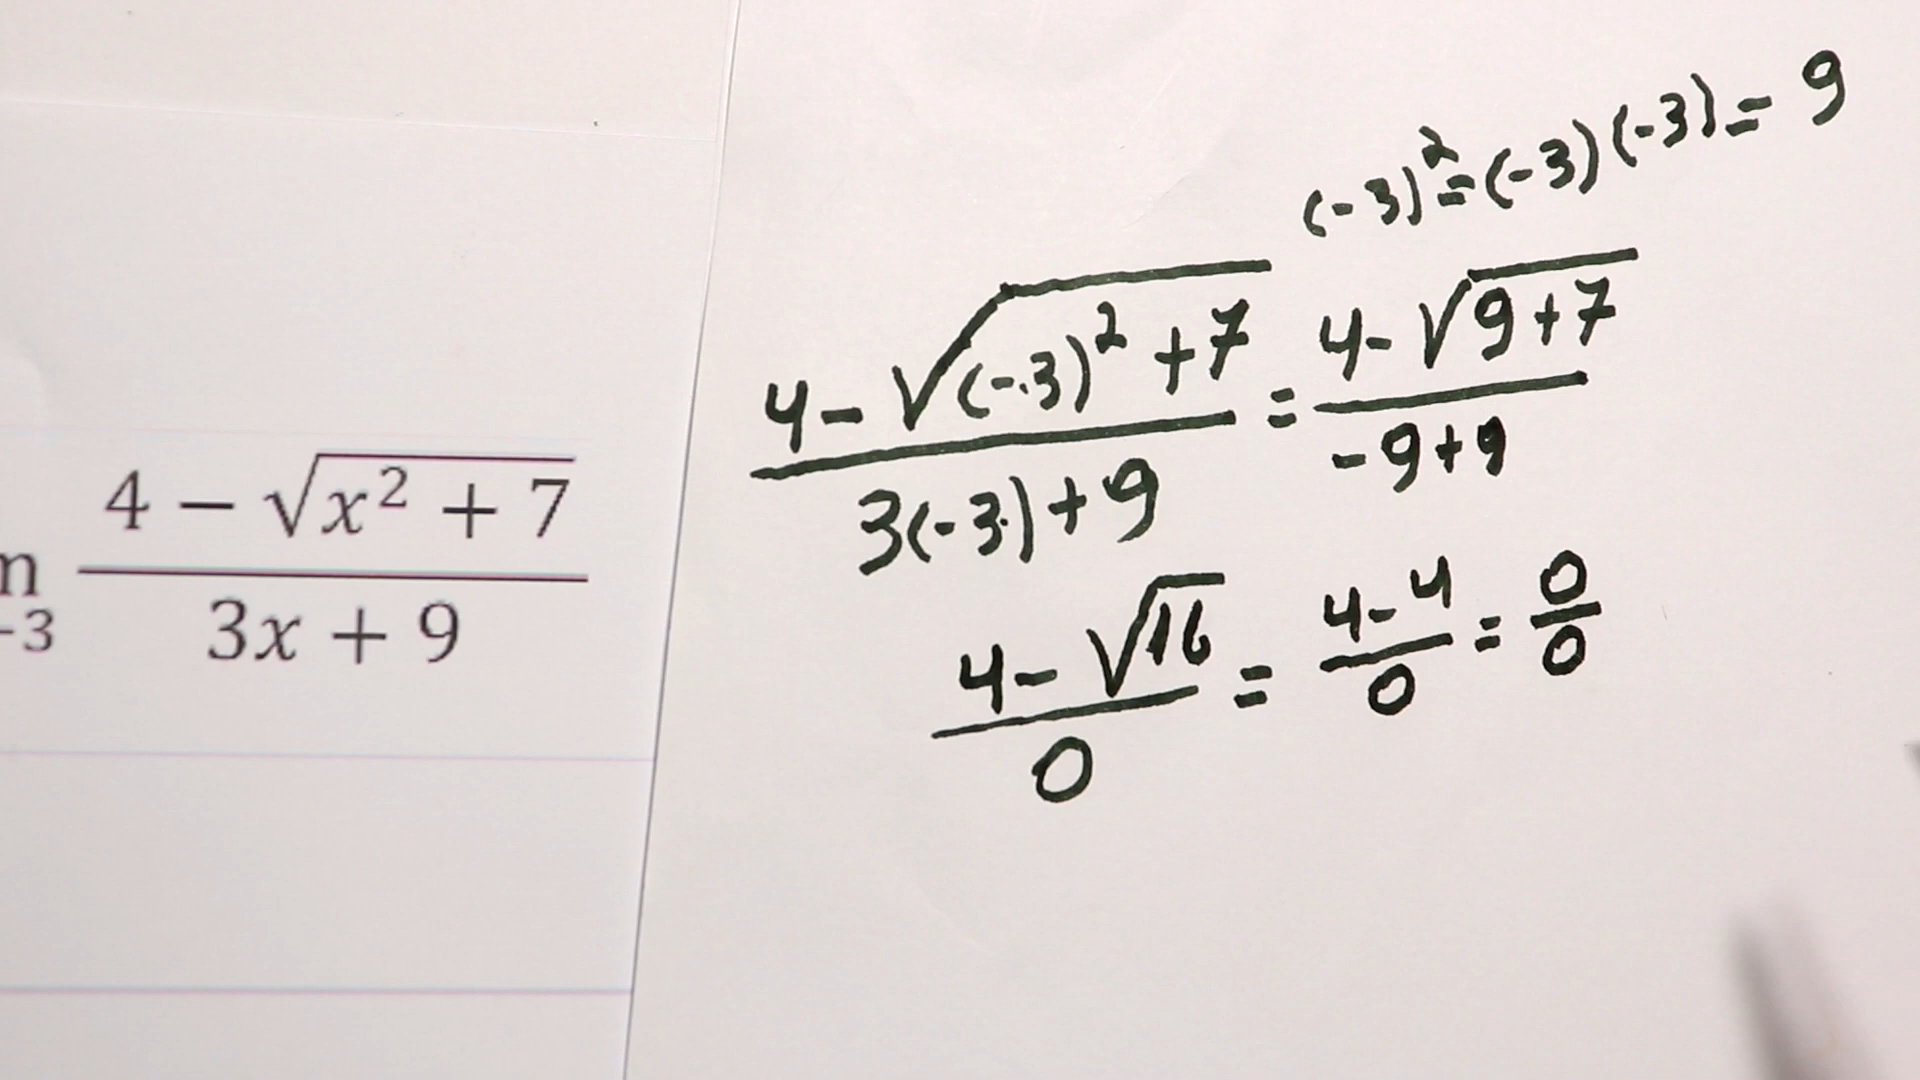 n
-3
4 − √(x² + 7)
3x + 9
(-3)² = (-3)(-3) = 9
4 - √((-3)² + 7) / 3(-3) + 9 = 4 - √(9+7) / -9+9
4 - √16 / 0 = 4-4 / 0 = 0/0